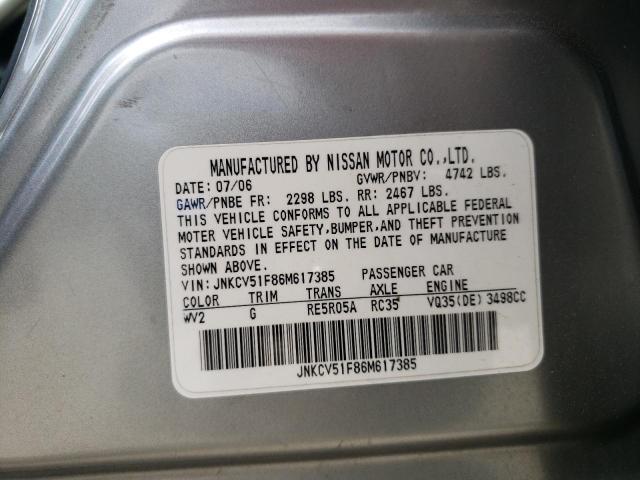 MANUFACTURED BY NISSAN MOTOR CO.,LTD.
DATE: 07/06 GVWR/PNBV: 4742 LBS.
GAWR/PNBE FR: 2298 LBS. RR: 2467 LBS.
THIS VEHICLE CONFORMS TO ALL APPLICABLE FEDERAL
MOTOR VEHICLE SAFETY,BUMPER,AND THEFT PREVENTION
STANDARDS IN EFFECT ON THE DATE OF MANUFACTURE
SHOWN ABOVE.
VIN: JNKCV51F86M617385 PASSENGER CAR
COLOR TRIM TRANS AXLE ENGINE
WV2 G RE5R05A RC35 VQ35(DE) 3498CC
JNKCV51F86M617385